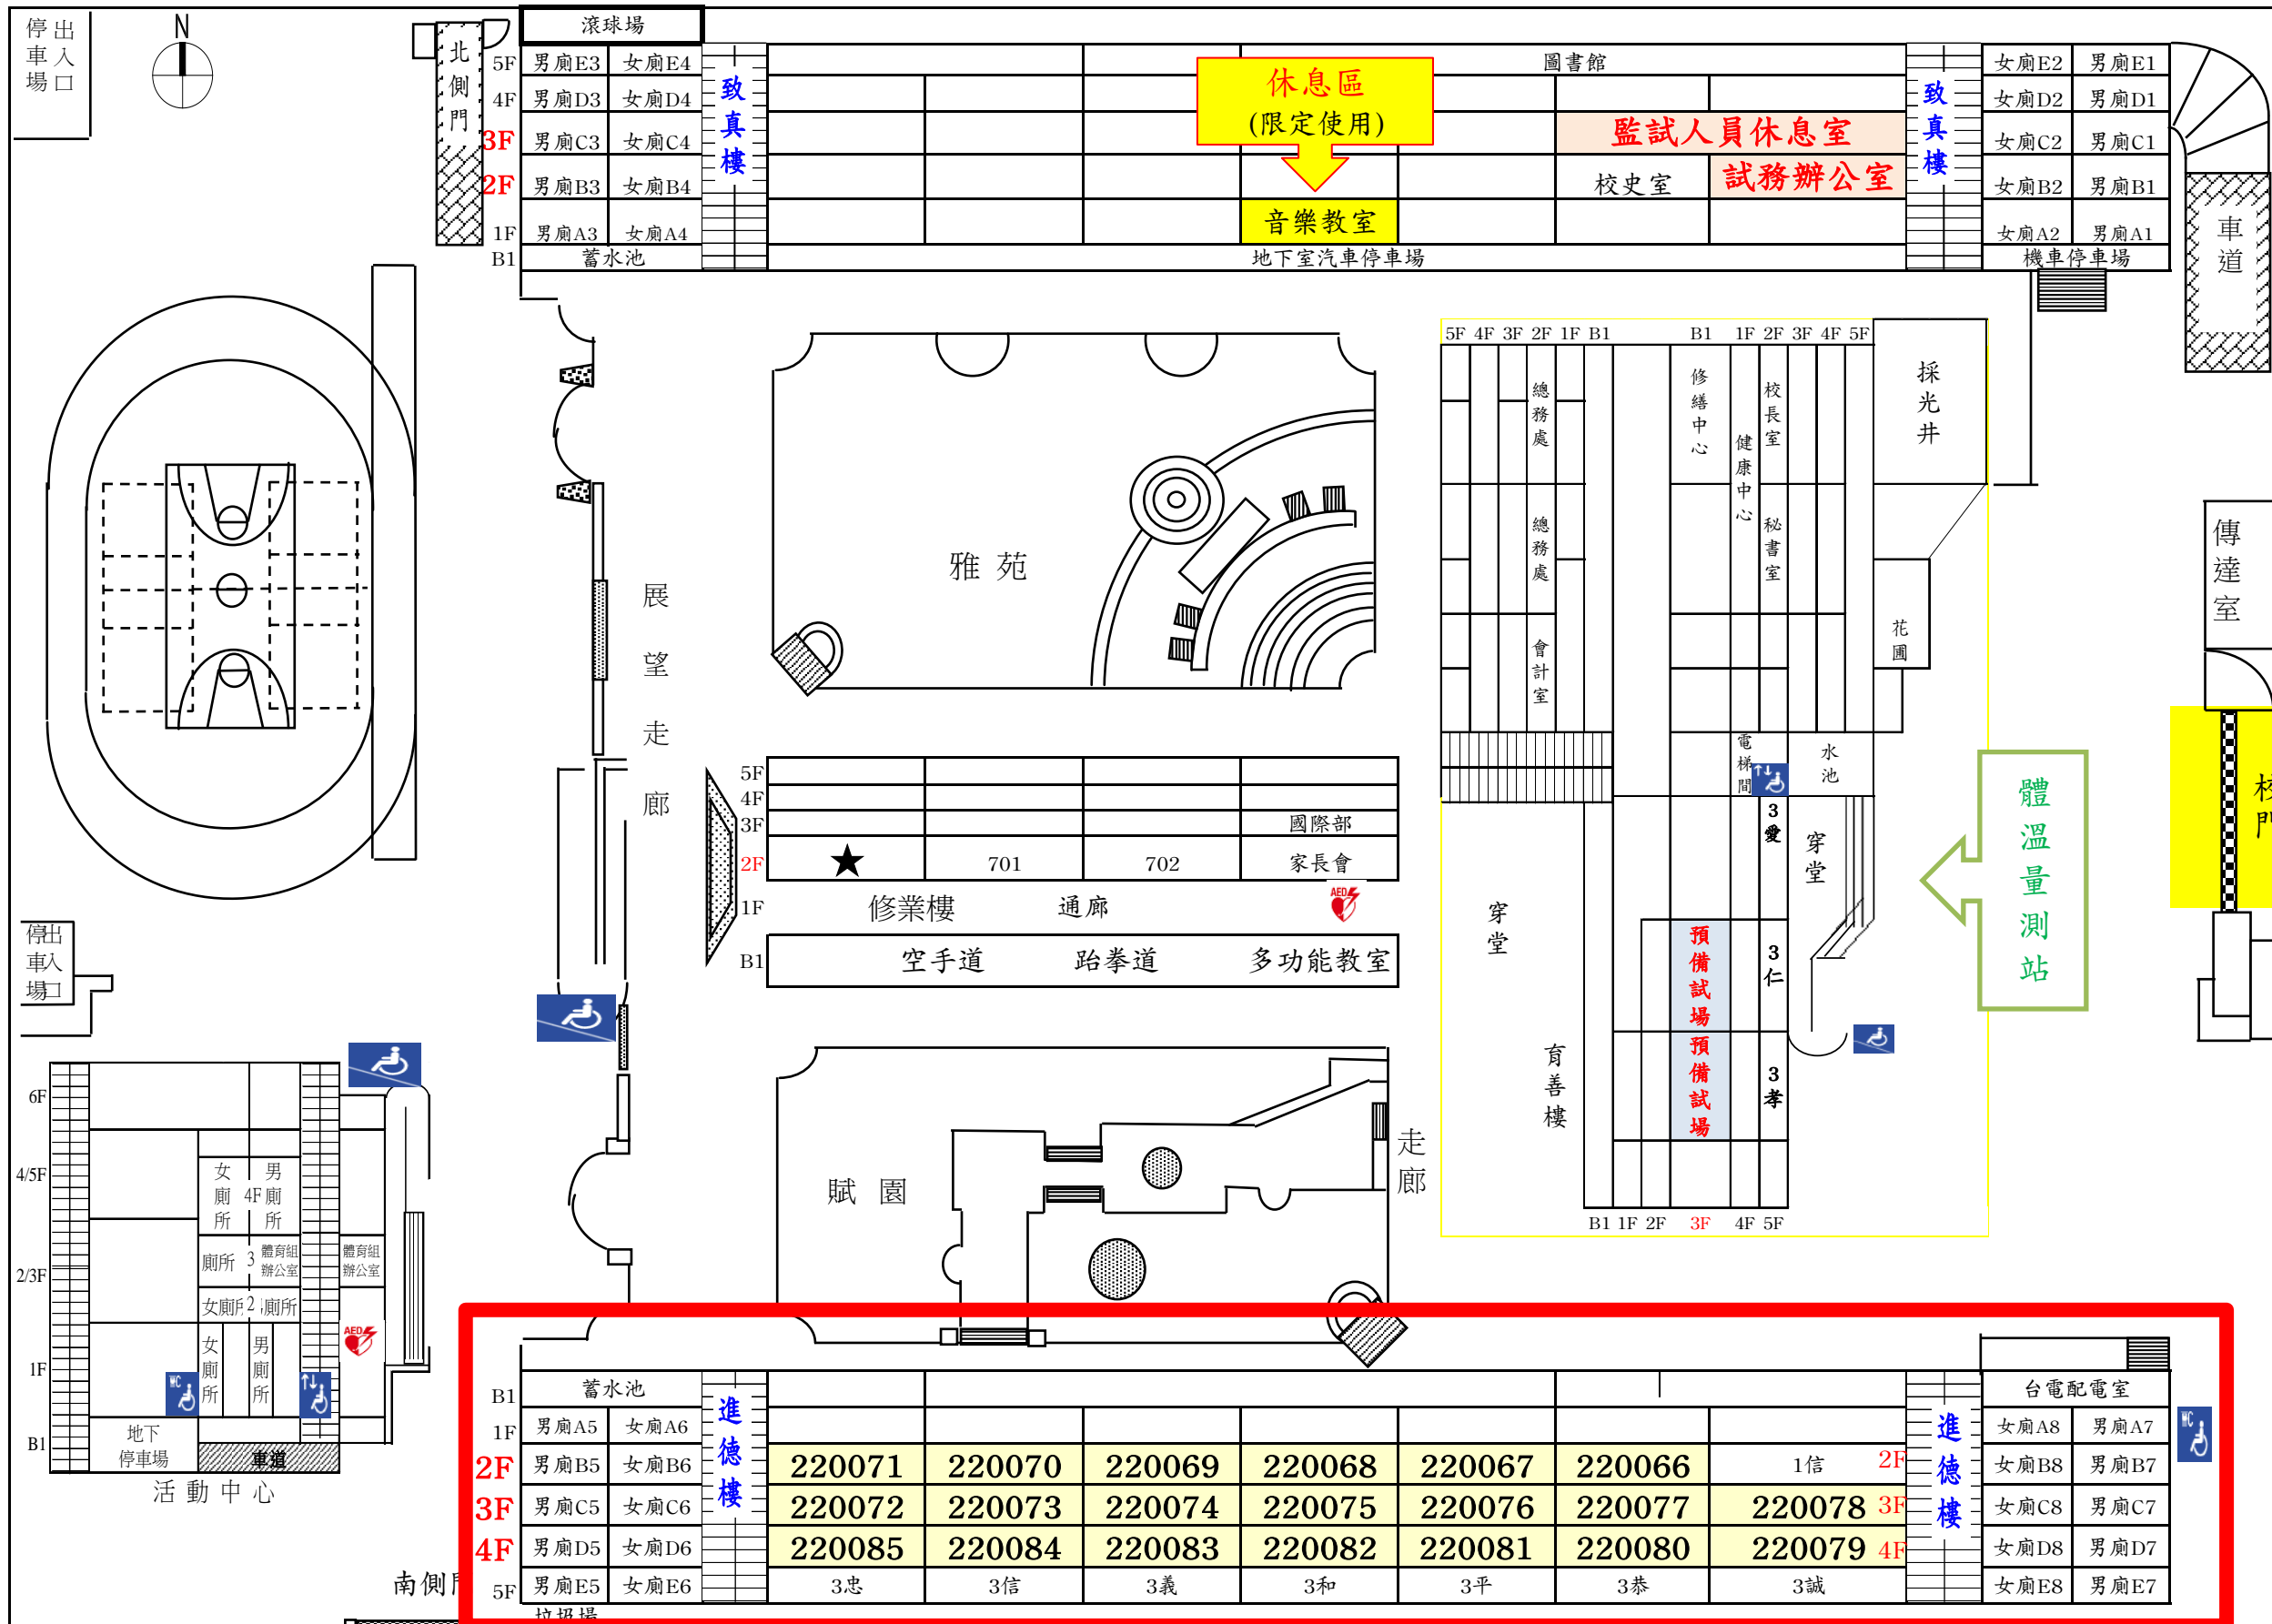 停車場
出入口
N
北側門
滾球場
5F 男廁E3 女廁E4 圖書館 女廁E2 男廁E1
4F 男廁D3 女廁D4 女廁D2 男廁D1
3F 男廁C3 女廁C4 監試人員休息室 女廁C2 男廁C1
2F 男廁B3 女廁B4 校史室 試務辦公室 女廁B2 男廁B1
1F 男廁A3 女廁A4 音樂教室 女廁A2 男廁A1
B1 蓄水池 地下室汽車停車場 機車停車場
致真樓
致真樓
休息區
(限定使用)
車道
5F 4F 3F 2F 1F B1 B1 1F 2F 3F 4F 5F
總務處
總務處
會計室
修繕中心
健康中心
校長室
秘書室
採光井
花圃
電梯間
水池
傳達室
校門
體溫量測站
雅苑
展望走廊
5F
4F
3F 國際部
2F ★ 701 702 家長會
1F 修業樓 通廊 AED
B1 空手道 跆拳道 多功能教室
穿堂
3愛
穿堂
預備試場
3仁
預備試場
3孝
育善樓
B1 1F 2F 3F 4F 5F
停車場
出入口
賦園
走廊
6F
4/5F 女廁所 4F 男廁所
2/3F 廁所 3 體育組辦公室 體育組辦公室
女廁所 2 廁所
1F 女廁所 男廁所
AED
WC
B1 地下停車場 車道
活動中心
南側
B1 蓄水池 台電配電室
1F 男廁A5 女廁A6 女廁A8 男廁A7
2F 男廁B5 女廁B6 220071 220070 220069 220068 220067 220066 1信 2F 女廁B8 男廁B7
3F 男廁C5 女廁C6 220072 220073 220074 220075 220076 220077 220078 3F 女廁C8 男廁C7
4F 男廁D5 女廁D6 220085 220084 220083 220082 220081 220080 220079 4F 女廁D8 男廁D7
5F 男廁E5 女廁E6 3忠 3信 3義 3和 3平 3恭 3誠 女廁E8 男廁E7
進德樓
進德樓
WC
垃圾場